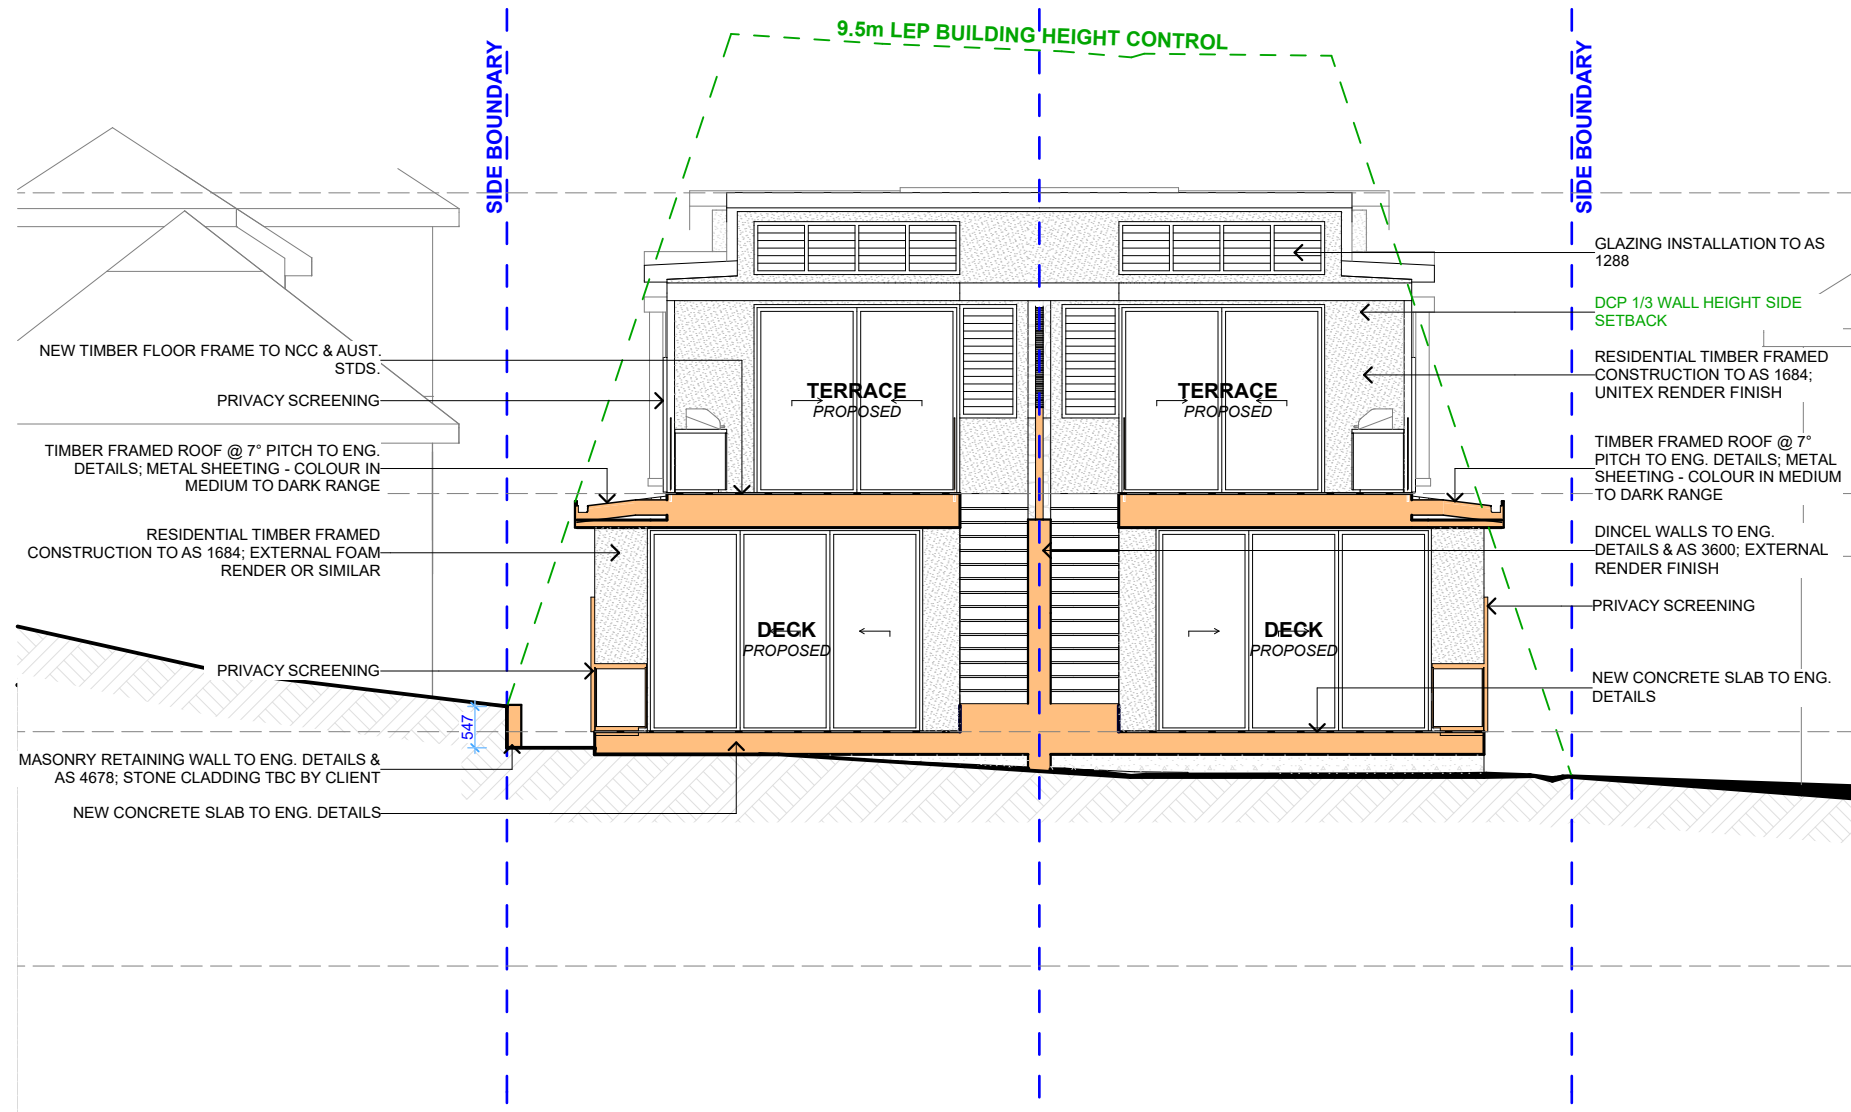 9.5m LEP BUILDING HEIGHT CONTROL
SIDE BOUNDARY
SIDE BOUNDARY
GLAZING INSTALLATION TO AS
1288
DCP 1/3 WALL HEIGHT SIDE
SETBACK
NEW TIMBER FLOOR FRAME TO NCC & AUST.
STDS.
RESIDENTIAL TIMBER FRAMED
CONSTRUCTION TO AS 1684;
UNITEX RENDER FINISH
PRIVACY SCREENING
TERRACE
PROPOSED
TERRACE
PROPOSED
TIMBER FRAMED ROOF @ 7° PITCH TO ENG.
DETAILS; METAL SHEETING - COLOUR IN
MEDIUM TO DARK RANGE
TIMBER FRAMED ROOF @ 7°
PITCH TO ENG. DETAILS; METAL
SHEETING - COLOUR IN MEDIUM
TO DARK RANGE
RESIDENTIAL TIMBER FRAMED
CONSTRUCTION TO AS 1684; EXTERNAL FOAM
RENDER OR SIMILAR
DINCEL WALLS TO ENG.
DETAILS & AS 3600; EXTERNAL
RENDER FINISH
PRIVACY SCREENING
DECK
PROPOSED
DECK
PROPOSED
PRIVACY SCREENING
NEW CONCRETE SLAB TO ENG.
DETAILS
547
MASONRY RETAINING WALL TO ENG. DETAILS &
AS 4678; STONE CLADDING TBC BY CLIENT
NEW CONCRETE SLAB TO ENG. DETAILS